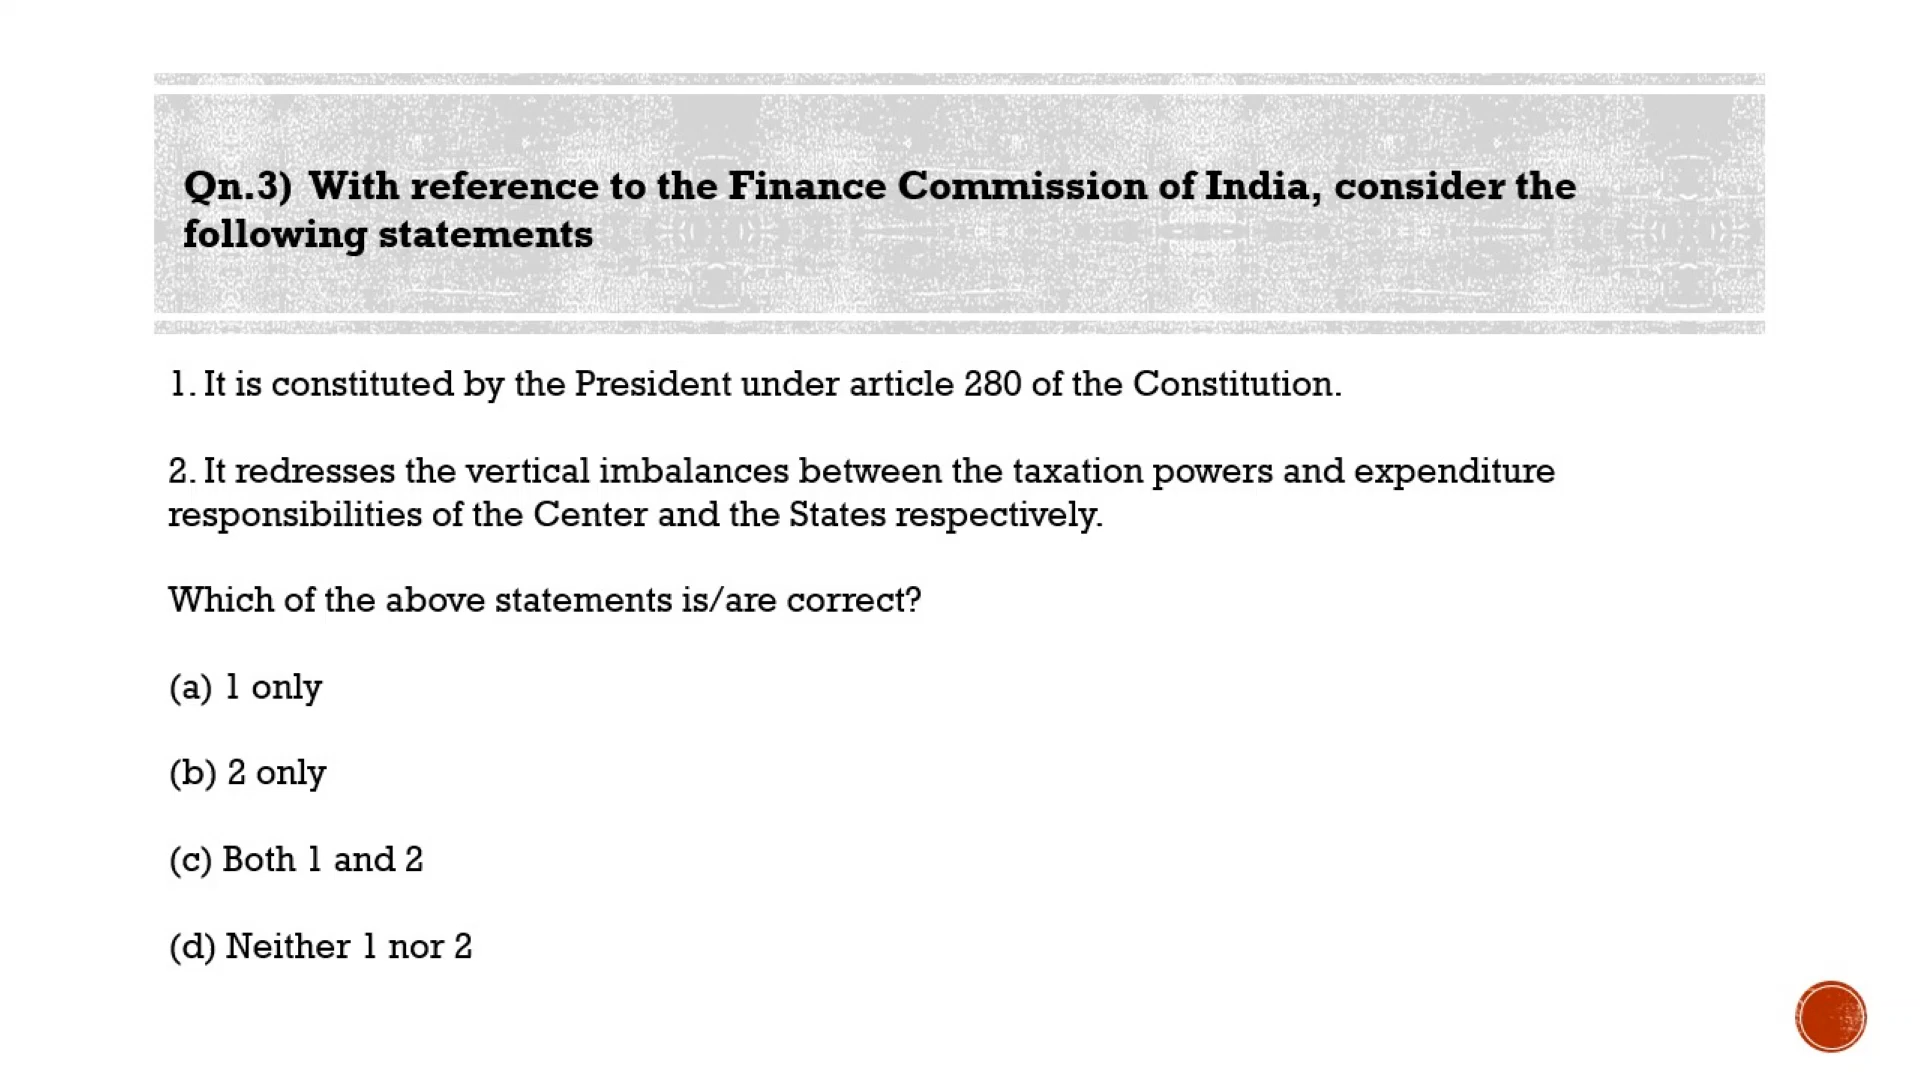 Qn.3) With reference to the Finance Commission of India, consider the
following statements
1. It is constituted by the President under article 280 of the Constitution.
2. It redresses the vertical imbalances between the taxation powers and expenditure
responsibilities of the Center and the States respectively.
Which of the above statements is/are correct?
(a) 1 only
(b) 2 only
(c) Both 1 and 2
(d) Neither 1 nor 2